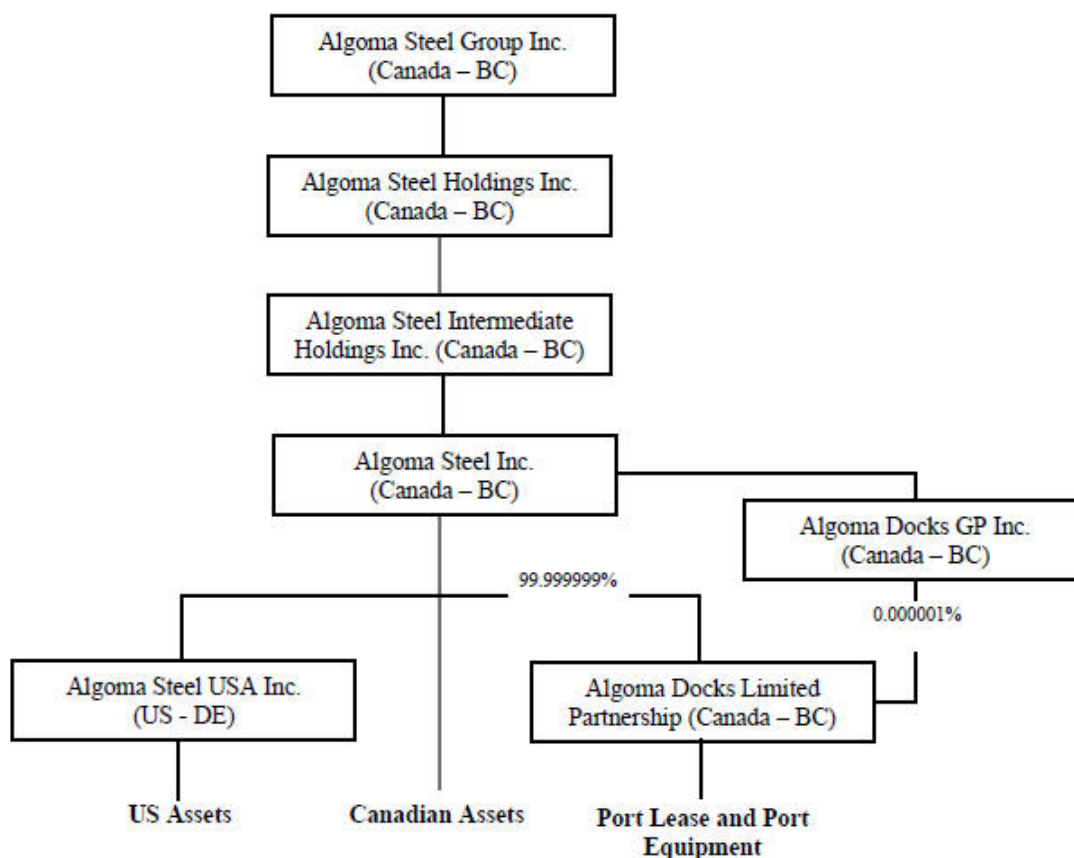 Algoma Steel Group Inc.
(Canada – BC)
Algoma Steel Holdings Inc.
(Canada – BC)
Algoma Steel Intermediate
Holdings Inc. (Canada – BC)
Algoma Steel Inc.
(Canada – BC)
Algoma Docks GP Inc.
(Canada – BC)
99.999999%
0.000001%
Algoma Steel USA Inc.
(US - DE)
Algoma Docks Limited
Partnership (Canada – BC)
US Assets
Canadian Assets
Port Lease and Port
Equipment